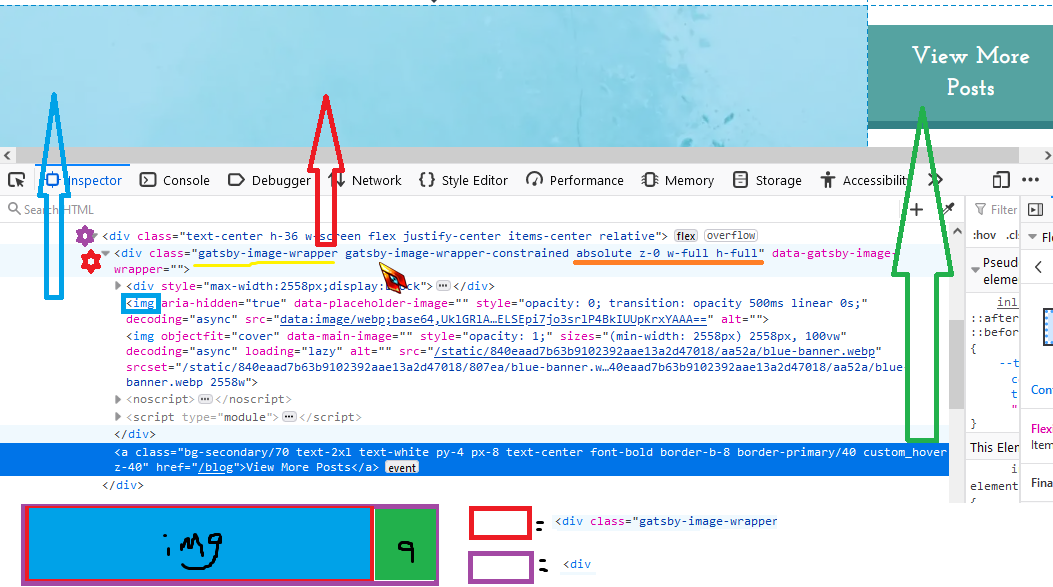 View More
Posts
Inspector
Console
Debugger
Network
Style Editor
Performance
Memory
Storage
Accessibilit
Search HTML
Filter
<div class="text-center h-36 w-screen flex justify-center items-center relative"> flex overflow
:hov .cl
Fle
<div class="gatsby-image-wrapper gatsby-image-wrapper-constrained absolute z-0 w-full h-full" data-gatsby-image-
wrapper="">
Pseud
eleme
<div style="max-width:2558px;display:block"> </div>
<img aria-hidden="true" data-placeholder-image="" style="opacity: 0; transition: opacity 500ms linear 0s;"
inl
decoding="async" src="data:image/webp;base64,UklGRlA…ELSEpi7jo3srlP4BkIUUpKrxYAAA==" alt="">
::after
<img objectfit="cover" data-main-image="" style="opacity: 1;" sizes="(min-width: 2558px) 2558px, 100vw"
::befor
decoding="async" loading="lazy" alt="" src="/static/840eaad7b63b9102392aae13a2d47018/aa52a/blue-banner.webp"
{
srcset="/static/840eaad7b63b9102392aae13a2d47018/807ea/blue-banner.w…40eaad7b63b9102392aae13a2d47018/aa52a/blue-
--t
banner.webp 2558w">
c
Con
<noscript> </noscript>
t
"
<script type="module"> </script>
}
</div>
Flexi
<a class="bg-secondary/70 text-2xl text-white py-4 px-8 text-center font-bold border-b-8 border-primary/40 custom_hover
This Elen
Item
z-40" href="/blog">View More Posts</a> event
i
</div>
element
{
Fina
img
a
= <div class="gatsby-image-wrapper
= <div